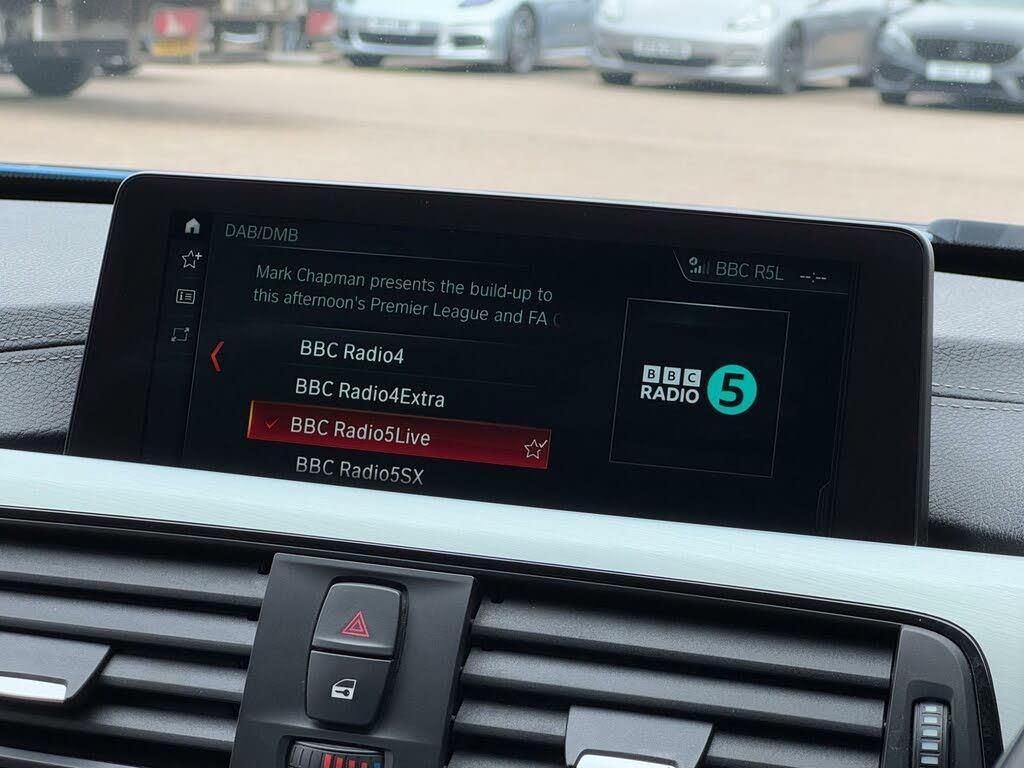 DAB/DMB
BBC R5L --:--
Mark Chapman presents the build-up to
this afternoon's Premier League and FA (
BBC Radio4
BBC Radio4Extra
BBC Radio5Live
BBC Radio5SX
BBC
RADIO 5